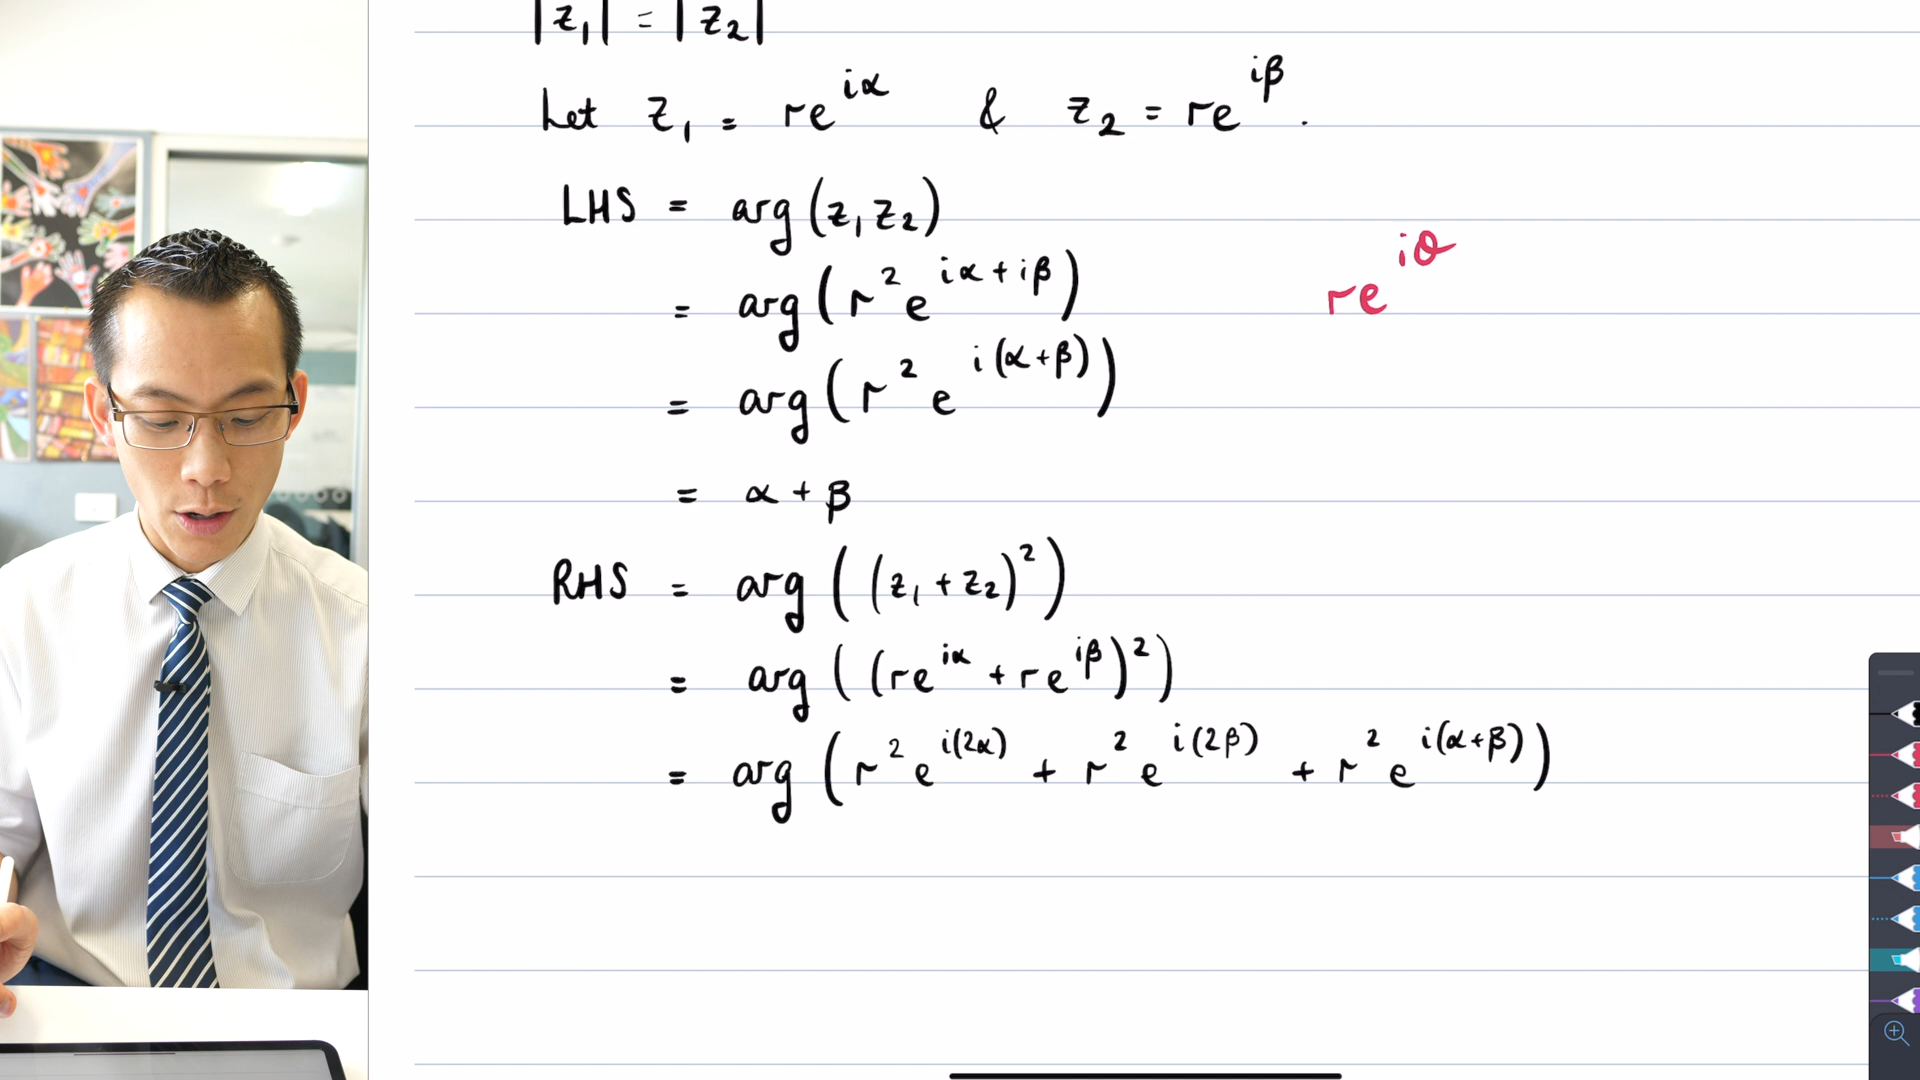 |z₁| = |z₂|
Let z₁ = re^{iα} & z₂ = re^{iβ}.
LHS = arg(z₁z₂)
= arg(r²e^{iα+iβ})
re^{iθ}
= arg(r²e^{i(α+β)})
= α + β
RHS = arg((z₁+z₂)²)
= arg((re^{iα} + re^{iβ})²)
= arg(r²e^{i(2α)} + r²e^{i(2β)} + r²e^{i(α+β)})